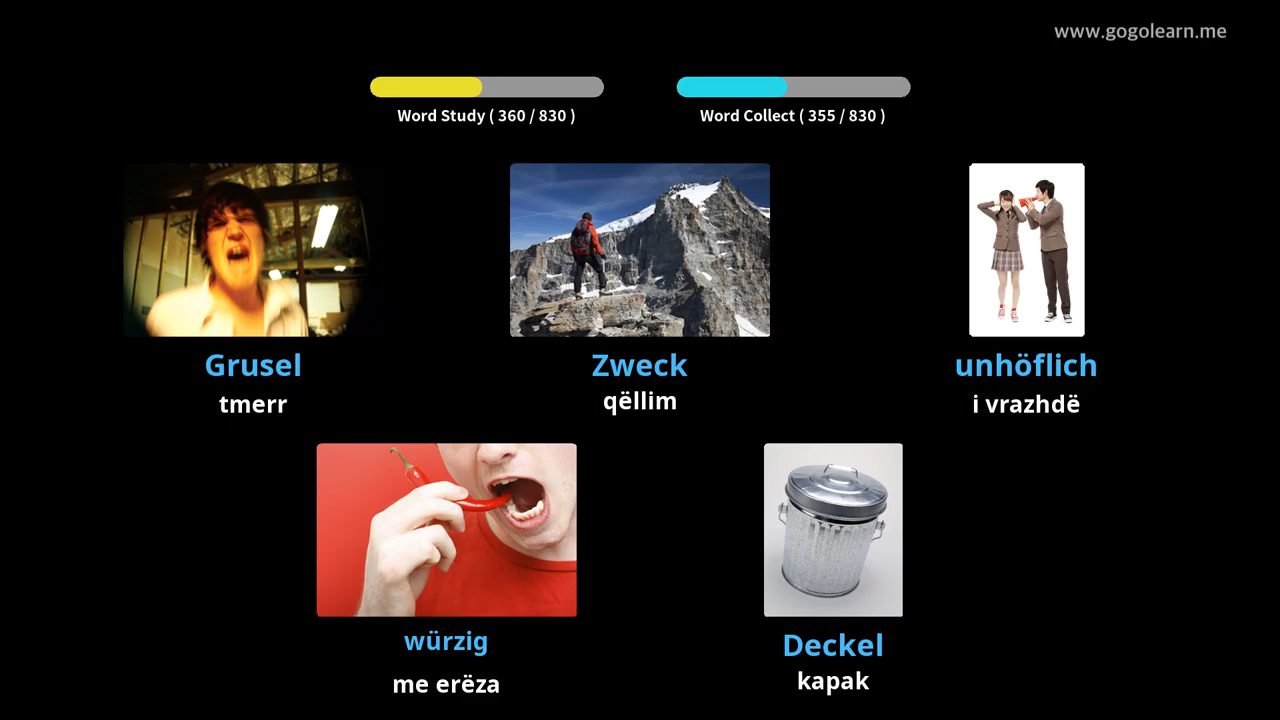 www.gogolearn.me
Word Study ( 360 / 830 )
Word Collect ( 355 / 830 )
Grusel
tmerr
Zweck
qëllim
unhöflich
i vrazhdë
würzig
me erëza
Deckel
kapak